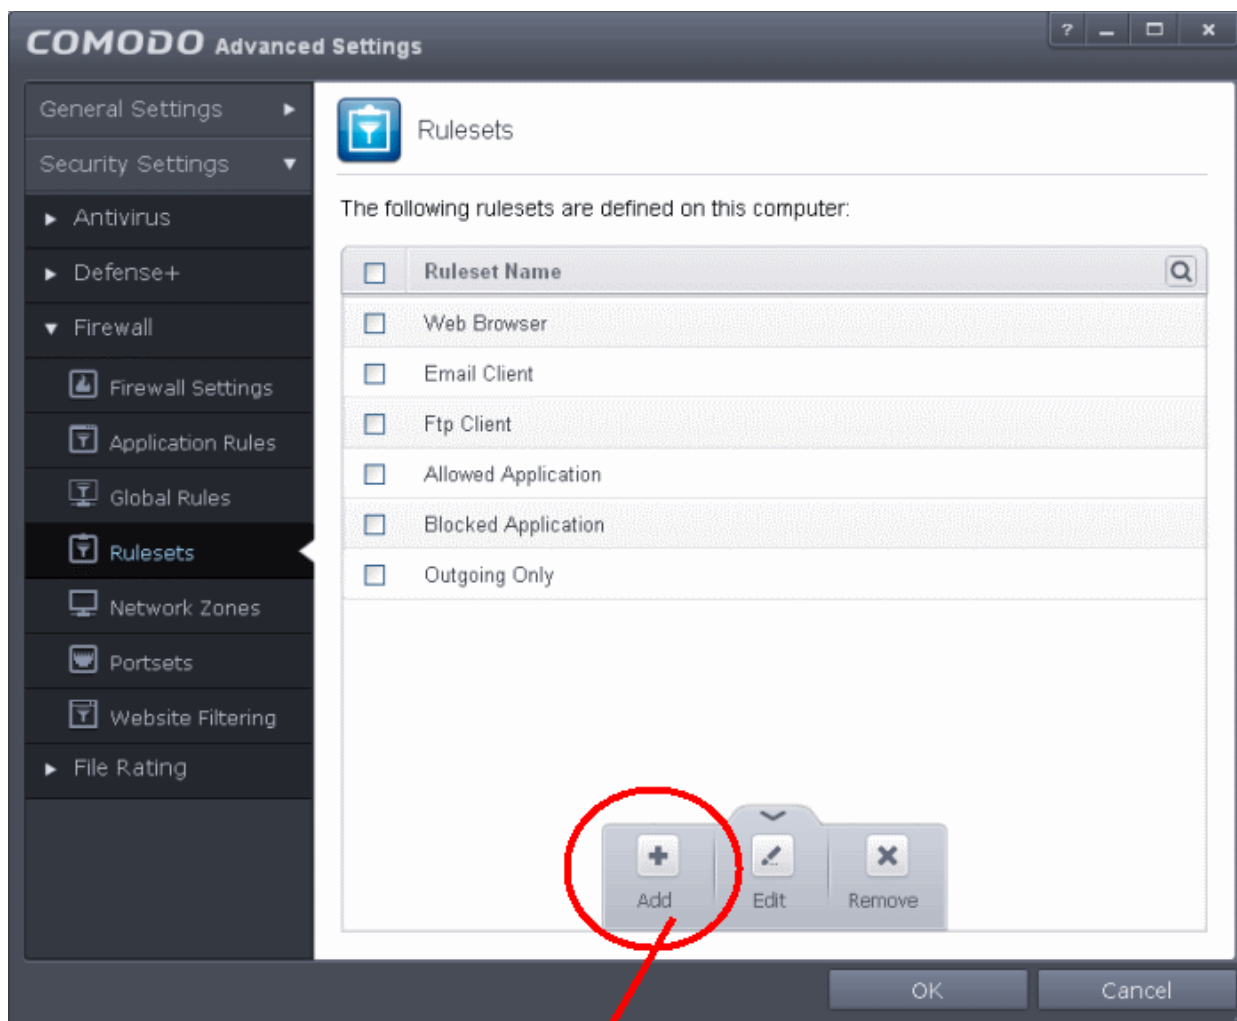 COMODO Advanced Settings
?
General Settings
Security Settings
Antivirus
Defense+
Firewall
Firewall Settings
Application Rules
Global Rules
Rulesets
Network Zones
Portsets
Website Filtering
File Rating
Rulesets
The following rulesets are defined on this computer:
Ruleset Name
Web Browser
Email Client
Ftp Client
Allowed Application
Blocked Application
Outgoing Only
Add Edit Remove
OK Cancel